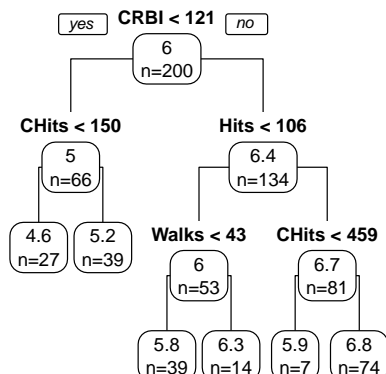 CRBI < 121
yes no
6
n=200
CHits < 150 Hits < 106
5 6.4
n=66 n=134
Walks < 43 CHits < 459
4.6 5.2 6 6.7
n=27 n=39 n=53 n=81
5.8 6.3 5.9 6.8
n=39 n=14 n=7 n=74